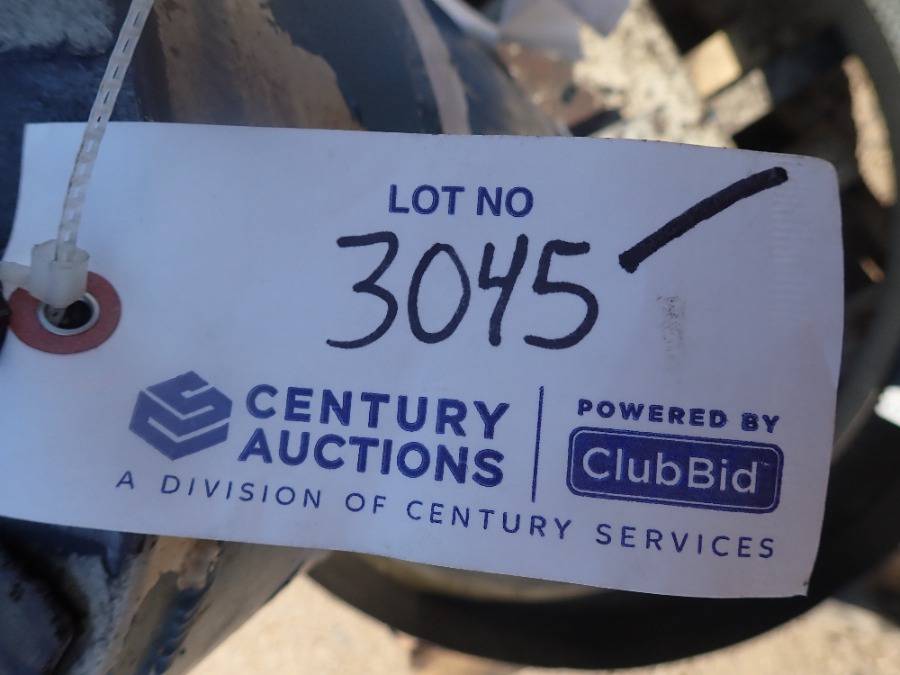 LOT NO
3045
CENTURY
AUCTIONS
A DIVISION OF CENTURY SERVICES
POWERED BY
ClubBid